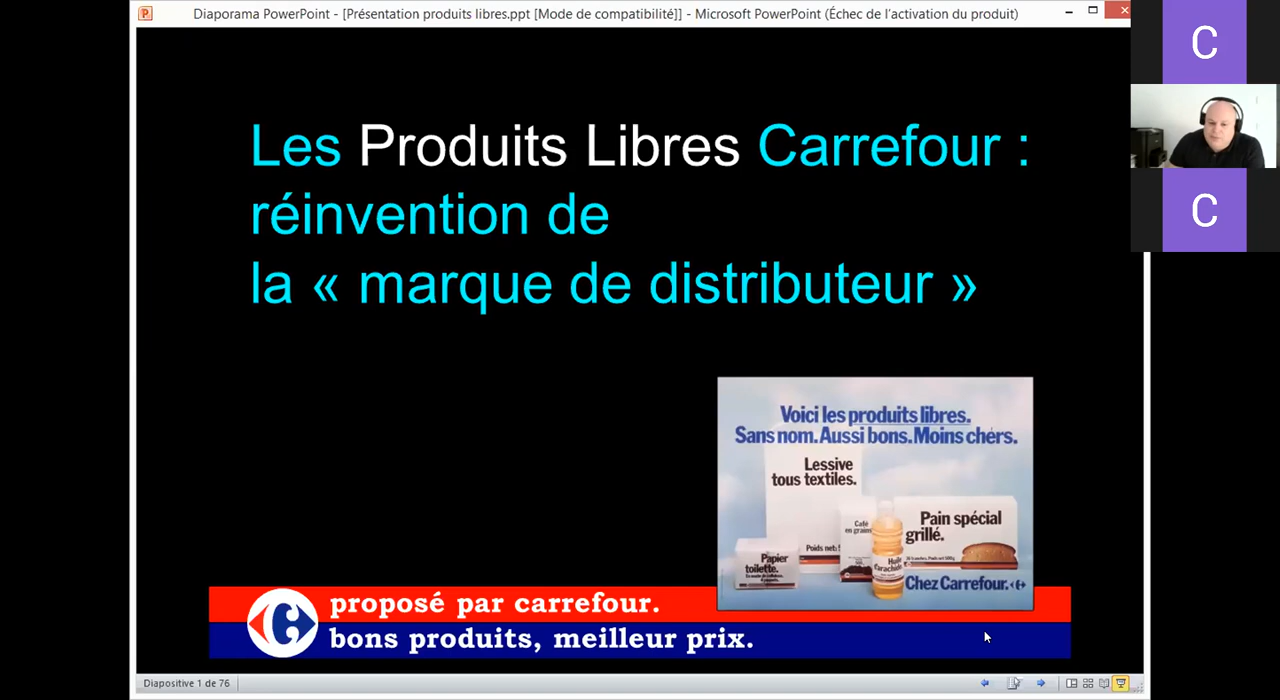 Diaporama PowerPoint - [Présentation produits libres.ppt [Mode de compatibilité]] - Microsoft PowerPoint (Échec de l'activation du produit)
C
C
Les Produits Libres Carrefour :
réinvention de
la « marque de distributeur »
Voici les produits libres.
Sans nom. Aussi bons. Moins chers.
Lessive
tous textiles.
Café
en grains
Pain spécial
grillé.
Poids net:
Papier
toilette.
Huile
d'arachide
Chez Carrefour.
proposé par carrefour.
bons produits, meilleur prix.
Diapositive 1 de 76